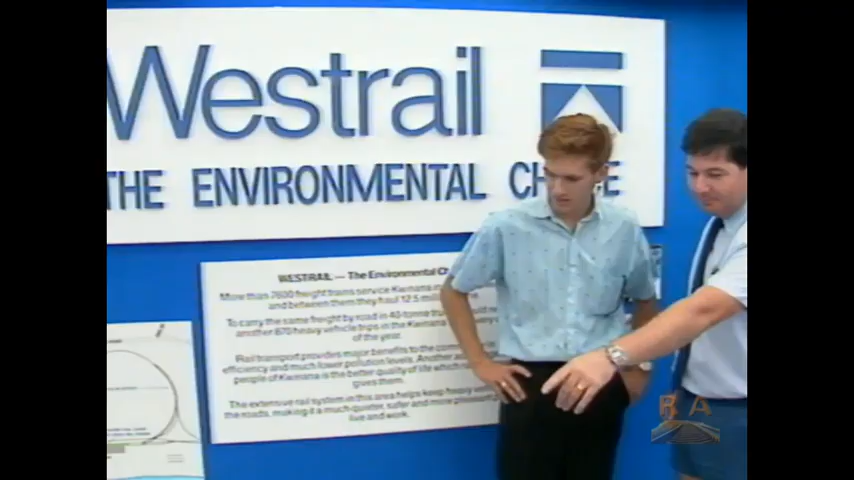 Westrail
THE ENVIRONMENTAL CH CE
WESTRAIL — The Environmental Ch
More than 7600 freight trains service Kwinana
and between them they haul 12.5 mil
To carry the same freight by road in 40-tonne tru
another 870 heavy vehicle trips in the Kwinana every
of the year.
Rail transport provides major benefits to the comm
efficiency and much lower pollution levels. Another
people of Kwinana is the better quality of life which
gives them.
The extensive rail system in this area helps keep heavy
the roads, making it a much quieter, safer and more pleasant
live and work.
R A